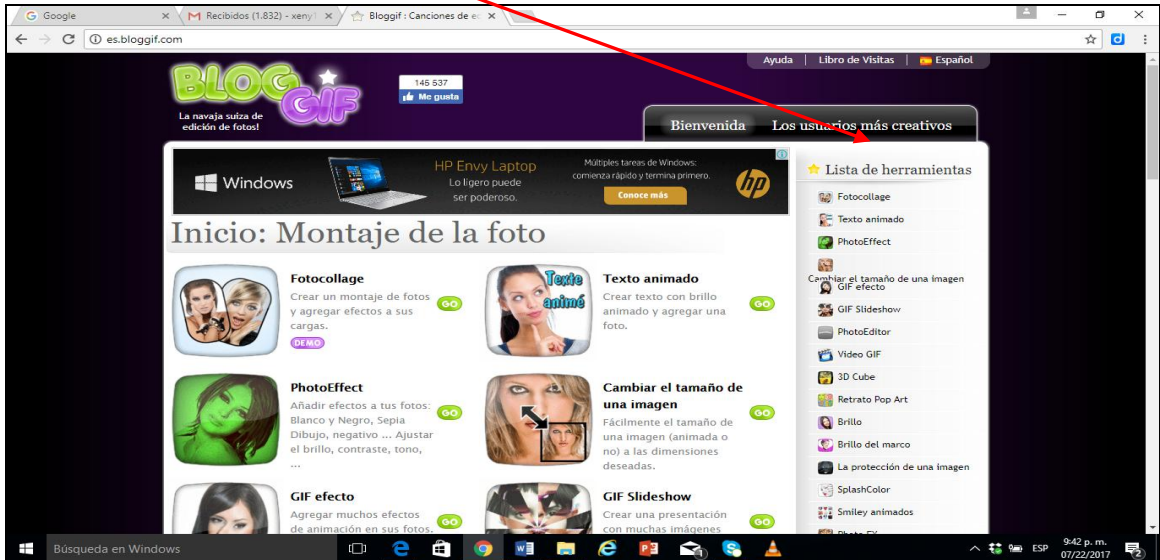 Google
Recibidos (1.832) - xeny
Bloggif : Canciones de e
es.bloggif.com
Ayuda | Libro de Visitas | Español
BLOG GIF
La navaja suiza de
edición de fotos!
145 537
Me gusta
Bienvenida Los usuarios más creativos
Windows
HP Envy Laptop
Lo ligero puede
ser poderoso.
Múltiples tareas de Windows:
comienza rápido y termina primero.
Conoce más
hp
Inicio: Montaje de la foto
Fotocollage
Crear un montaje de fotos
y agregar efectos a sus
cargas.
DEMO
GO
Texte
animé
Texto animado
Crear texto con brillo
animado y agregar una
foto.
GO
PhotoEffect
Añadir efectos a tus fotos:
Blanco y Negro, Sepia
Dibujo, negativo ... Ajustar
el brillo, contraste, tono,
...
GO
Cambiar el tamaño de
una imagen
Fácilmente el tamaño de
una imagen (animada o
no) a las dimensiones
deseadas.
GO
GIF efecto
Agregar muchos efectos
de animación en sus fotos.
GO
GIF Slideshow
Crear una presentación
con muchas imágenes
GO
Lista de herramientas
Fotocollage
Texto animado
PhotoEffect
Cambiar el tamaño de una imagen
GIF efecto
GIF Slideshow
PhotoEditor
Video GIF
3D Cube
Retrato Pop Art
Brillo
Brillo del marco
La protección de una imagen
SplashColor
Smiley animados
Photo FX
Búsqueda en Windows
ESP
9:42 p. m.
07/22/2017